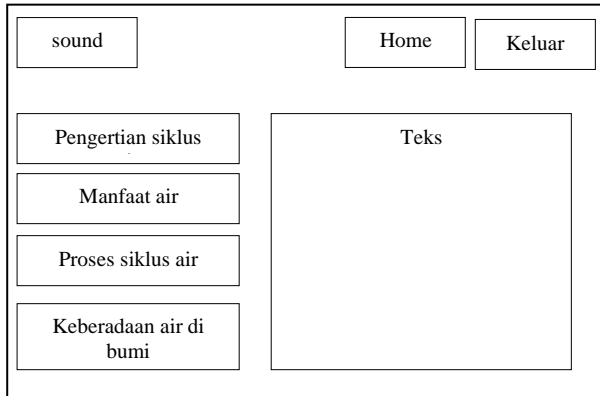 sound
Home
Keluar
Pengertian siklus
Manfaat air
Proses siklus air
Keberadaan air di
bumi
Teks